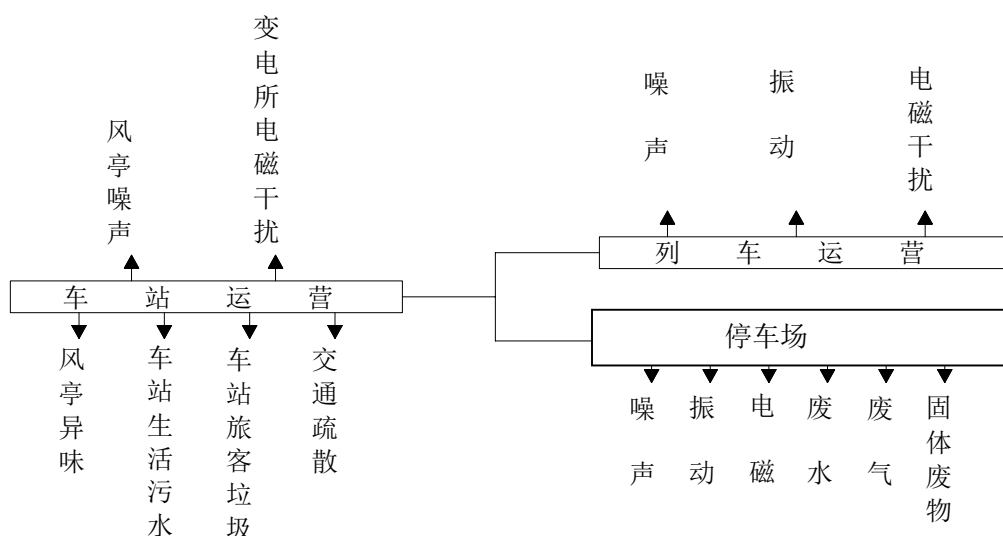 风亭噪声
变电所电磁干扰
车站运营
风亭异味
车站生活污水
车站旅客垃圾
交通疏散
噪声
振动
电磁干扰
列车运营
停车场
噪声
振动
电磁
废水
废气
固体废物